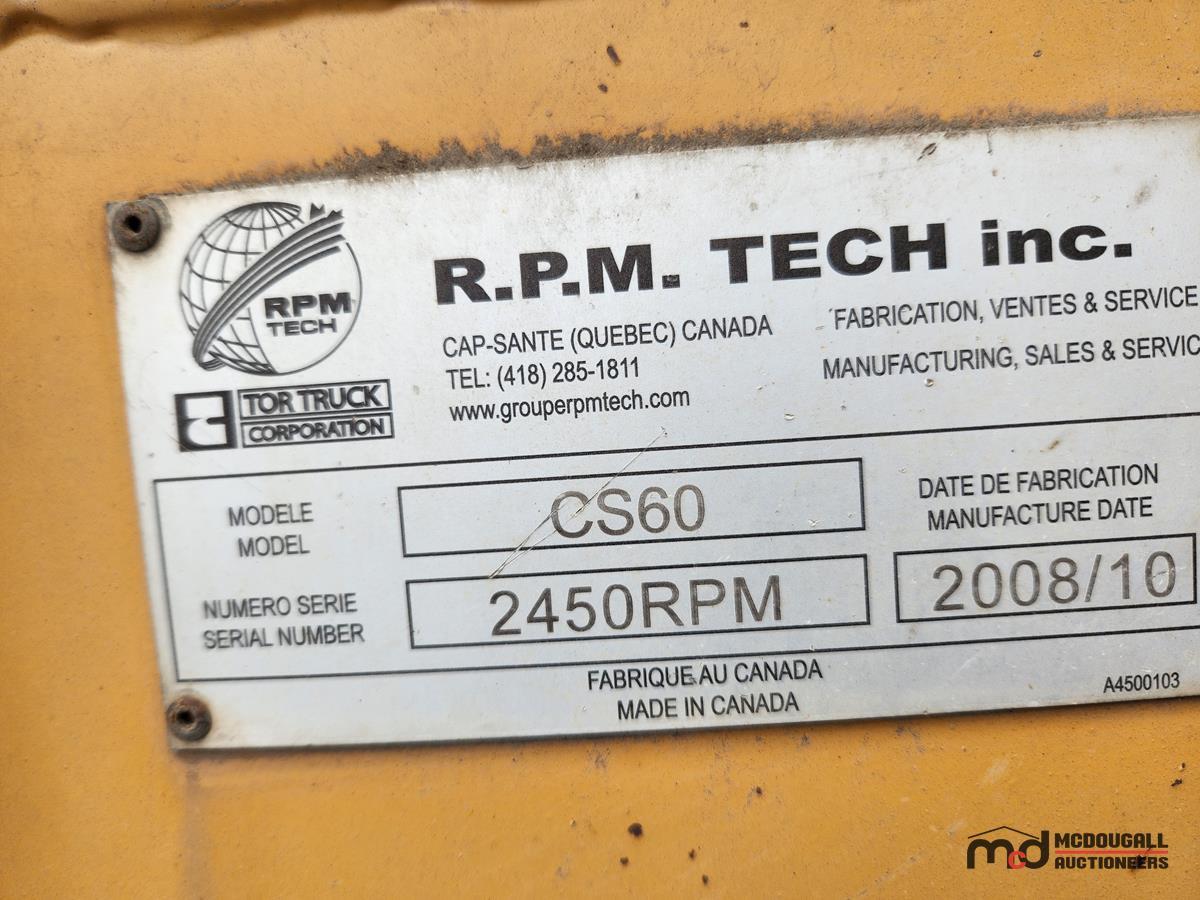 RPM
TECH
TOR TRUCK
CORPORATION
R.P.M. TECH inc.
CAP-SANTE (QUEBEC) CANADA
TEL: (418) 285-1811
www.grouperpmtech.com
FABRICATION, VENTES & SERVICE
MANUFACTURING, SALES & SERVIC
MODELE
MODEL
CS60
NUMERO SERIE
SERIAL NUMBER
2450RPM
DATE DE FABRICATION
MANUFACTURE DATE
2008/10
FABRIQUE AU CANADA
MADE IN CANADA
A4500103
mcd MCDOUGALL
AUCTIONEERS